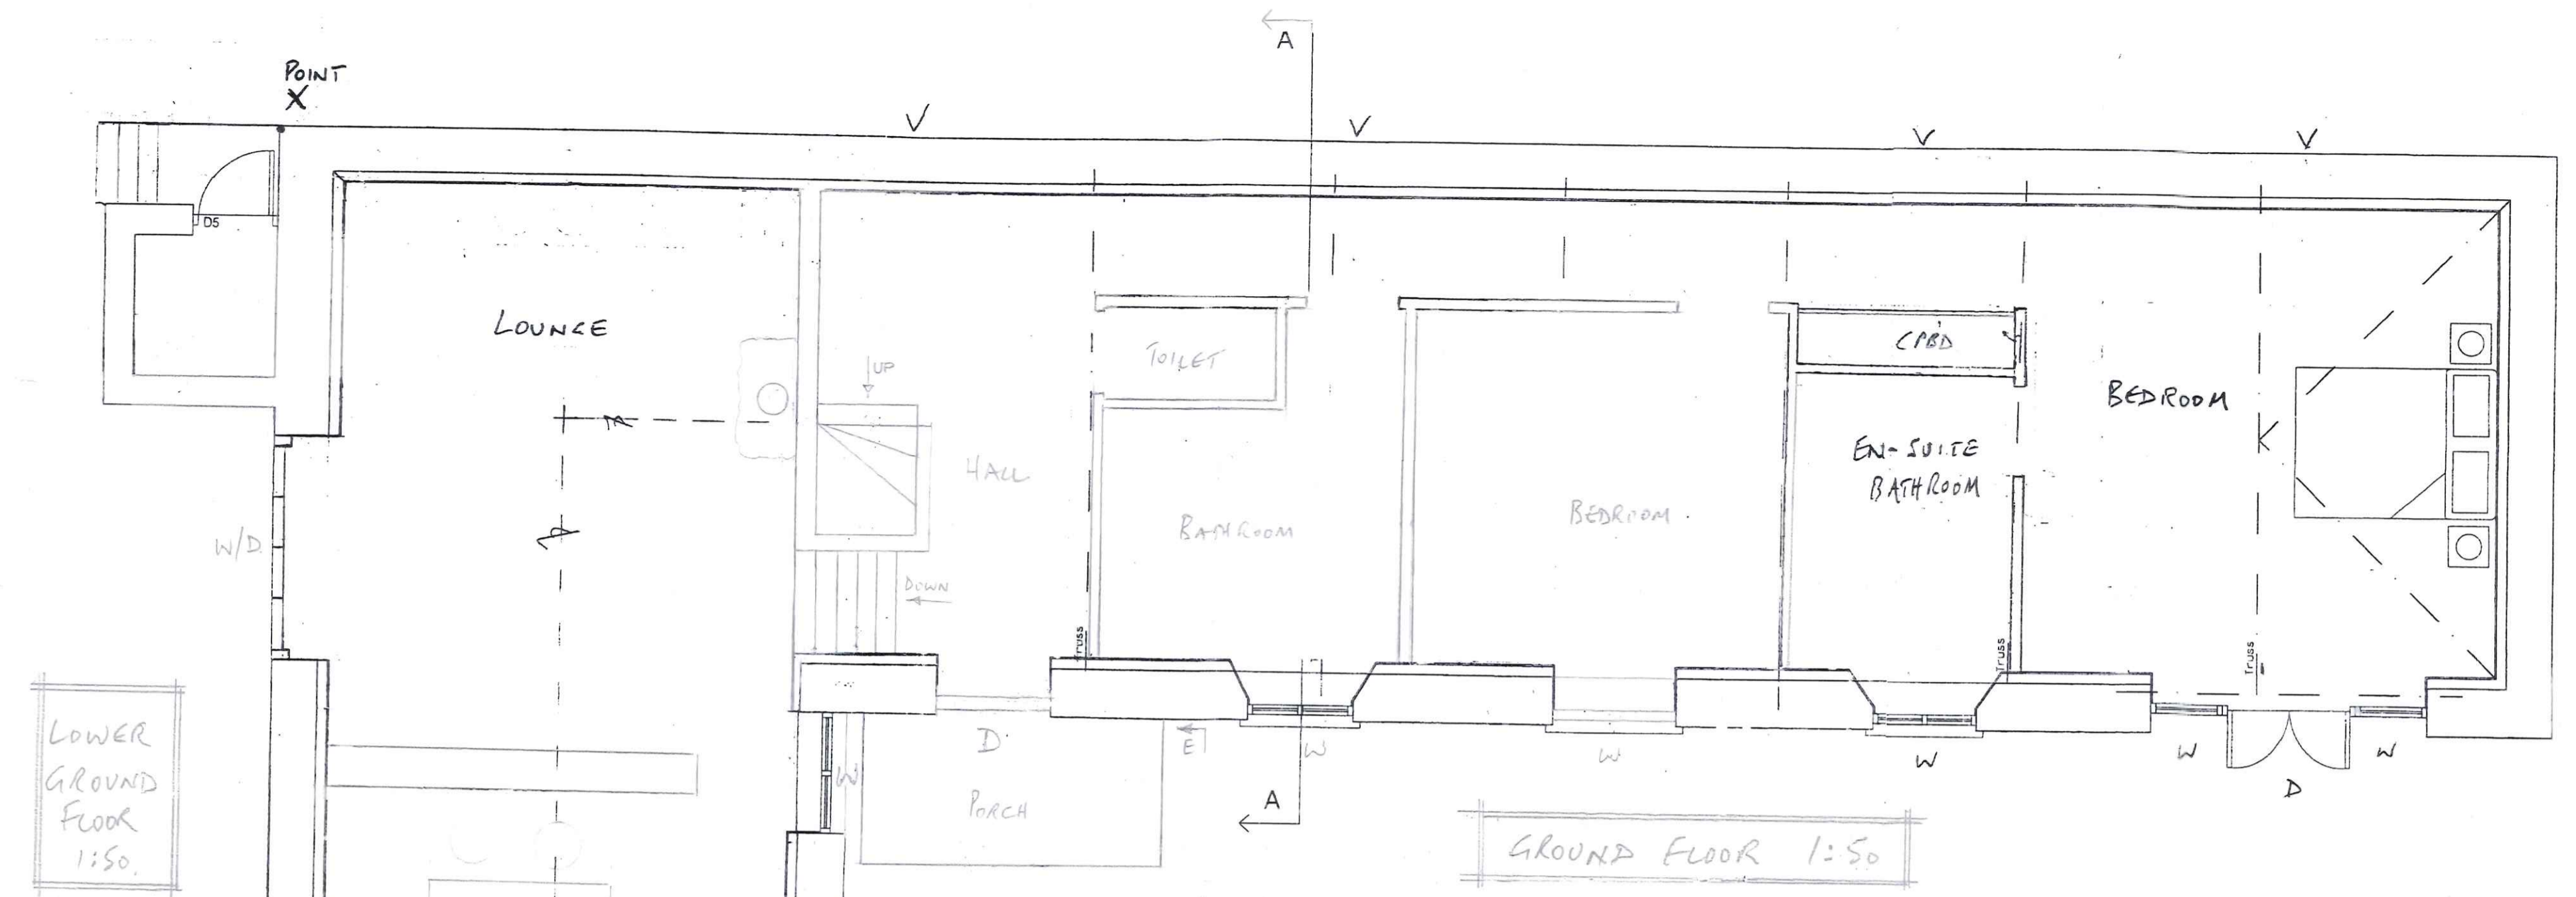 A
POINT
X
V
V
V
V
D5
LOUNGE
UP
TOILET
CPBD
BEDROOM
HALL
EN-SUITE
BATHROOM
BATHROOM
BEDROOM
W/D
DOWN
Truss
Truss
Truss
LOWER
GROUND
FLOOR
1:50.
D
E
W
W
W
W
W
D
W
PORCH
A
GROUND FLOOR 1:50